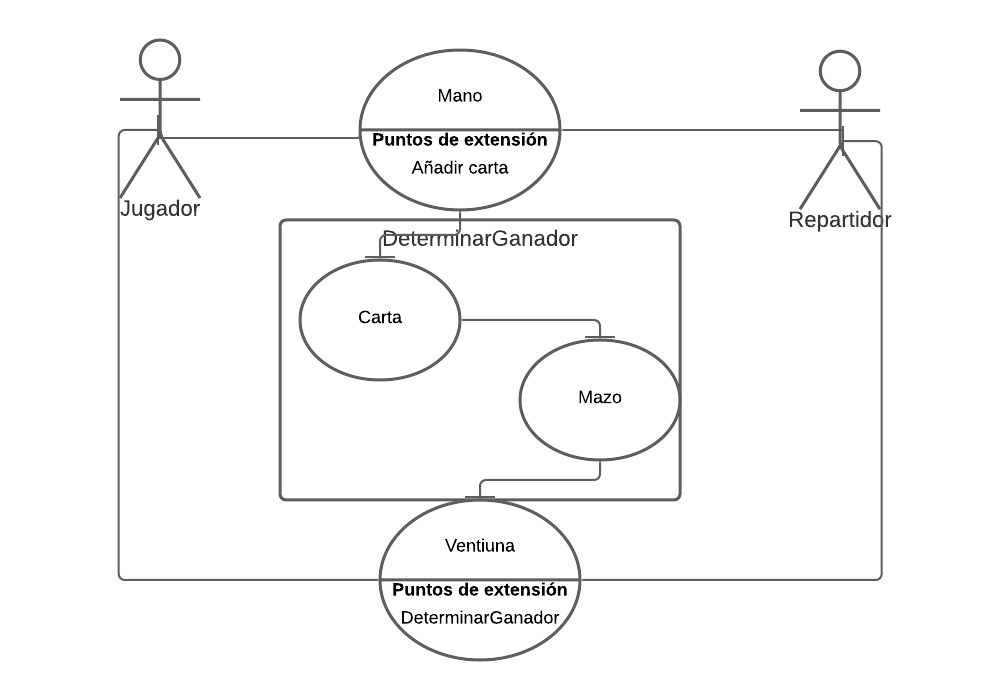 Mano
Puntos de extensión
Añadir carta
Jugador
Repartidor
DeterminarGanador
Carta
Mazo
Ventiuna
Puntos de extensión
DeterminarGanador